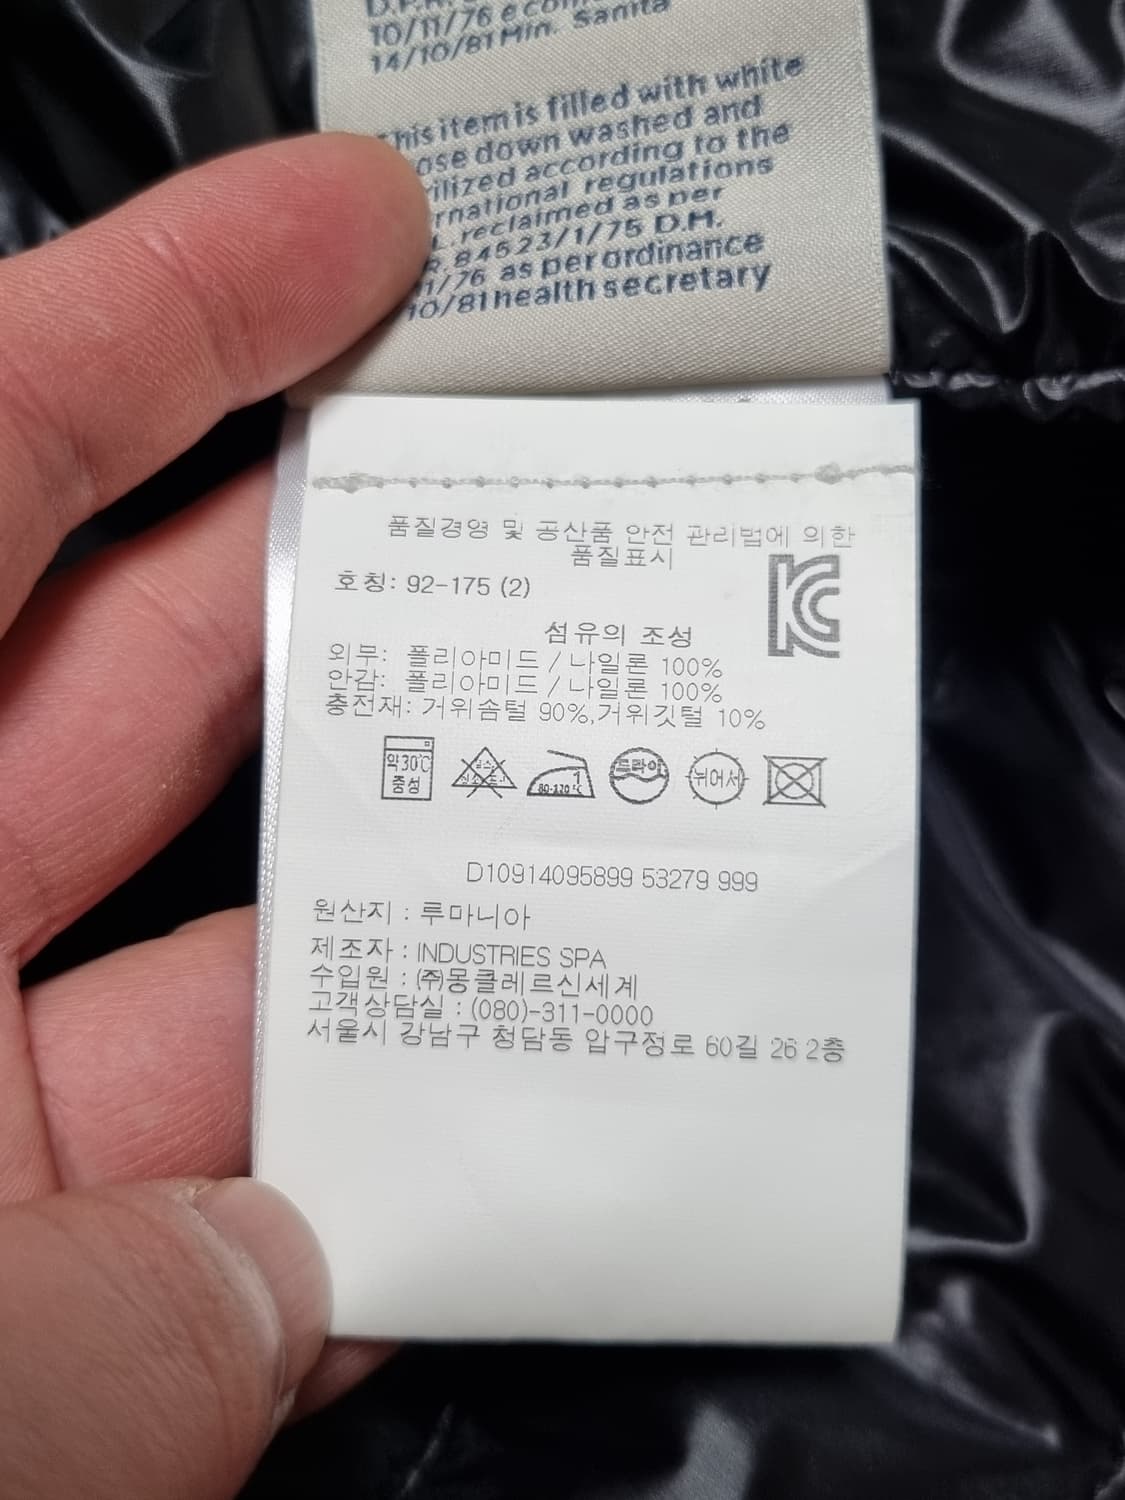 10/11/76 e
14/10/81 Min. Sanita
this item is filled with white
down washed and
according to the
regulations
reclaimed as per
845 23/1/75 D.M.
/76 as per ordinance
10/81 health secretary
품질경영 및 공산품 안전 관리법에 의한
품질표시
호칭: 92-175 (2)
섬유의 조성
외부: 폴리아미드 / 나일론 100%
안감: 폴리아미드 / 나일론 100%
충전재: 거위솜털 90%,거위깃털 10%
약30℃
중성
1
80-120℃
드라이
뉘어서
D10914095899 53279 999
원산지 : 루마니아
제조자 : INDUSTRIES SPA
수입원 : ㈜몽클레르신세계
고객상담실 : (080)-311-0000
서울시 강남구 청담동 압구정로 60길 26 2층